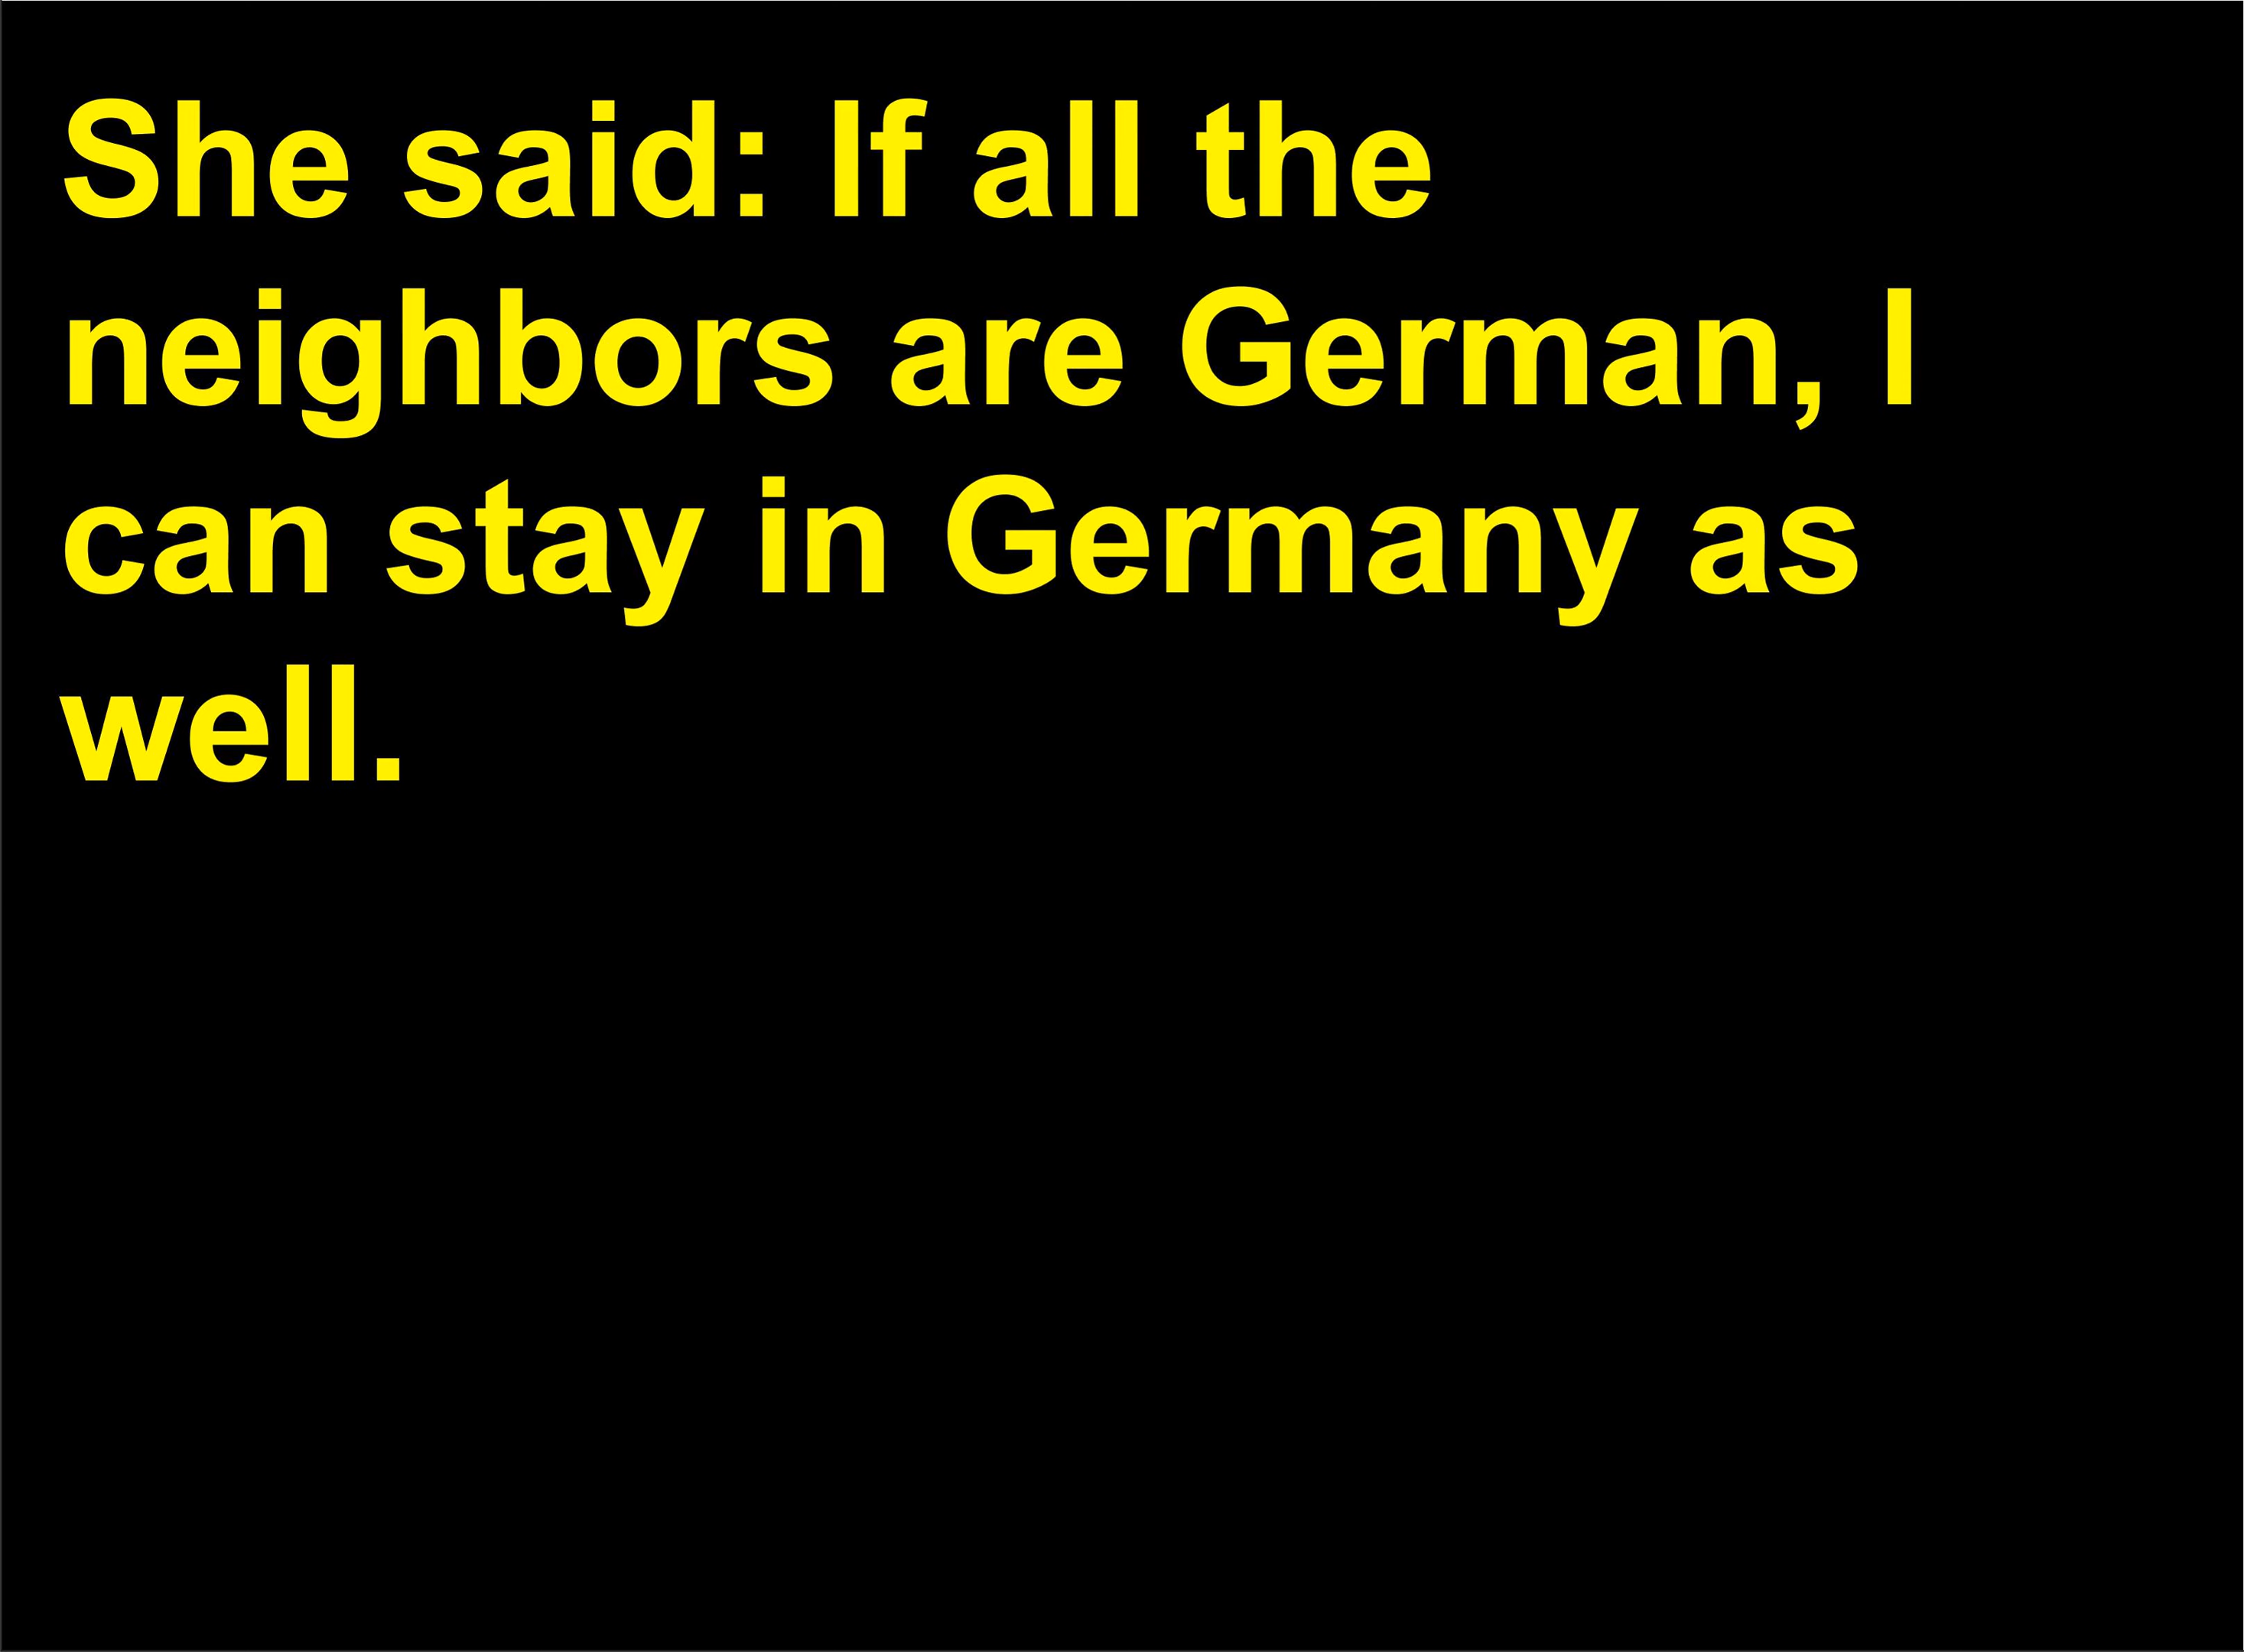 She said: If all the
neighbors are German, I
can stay in Germany as
well.